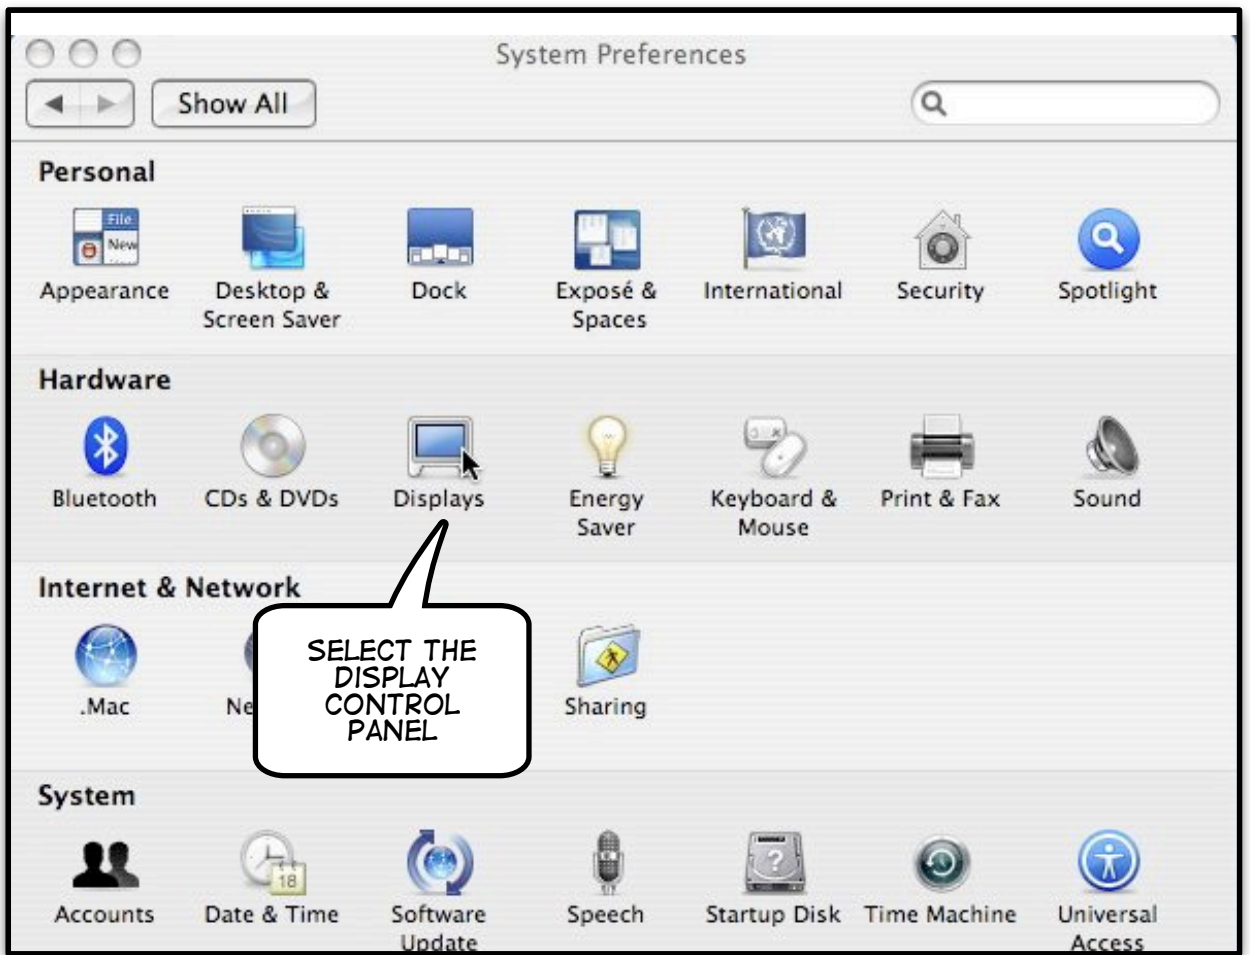 System Preferences
Show All
Personal
File
New
Appearance
Desktop &
Screen Saver
Dock
Exposé &
Spaces
International
Security
Spotlight
Hardware
Bluetooth
CDs & DVDs
Displays
Energy
Saver
Keyboard &
Mouse
Print & Fax
Sound
Internet & Network
.Mac
Ne
SELECT THE
DISPLAY
CONTROL
PANEL
Sharing
System
18
Accounts
Date & Time
Software
Update
Speech
?
Startup Disk
Time Machine
Universal
Access